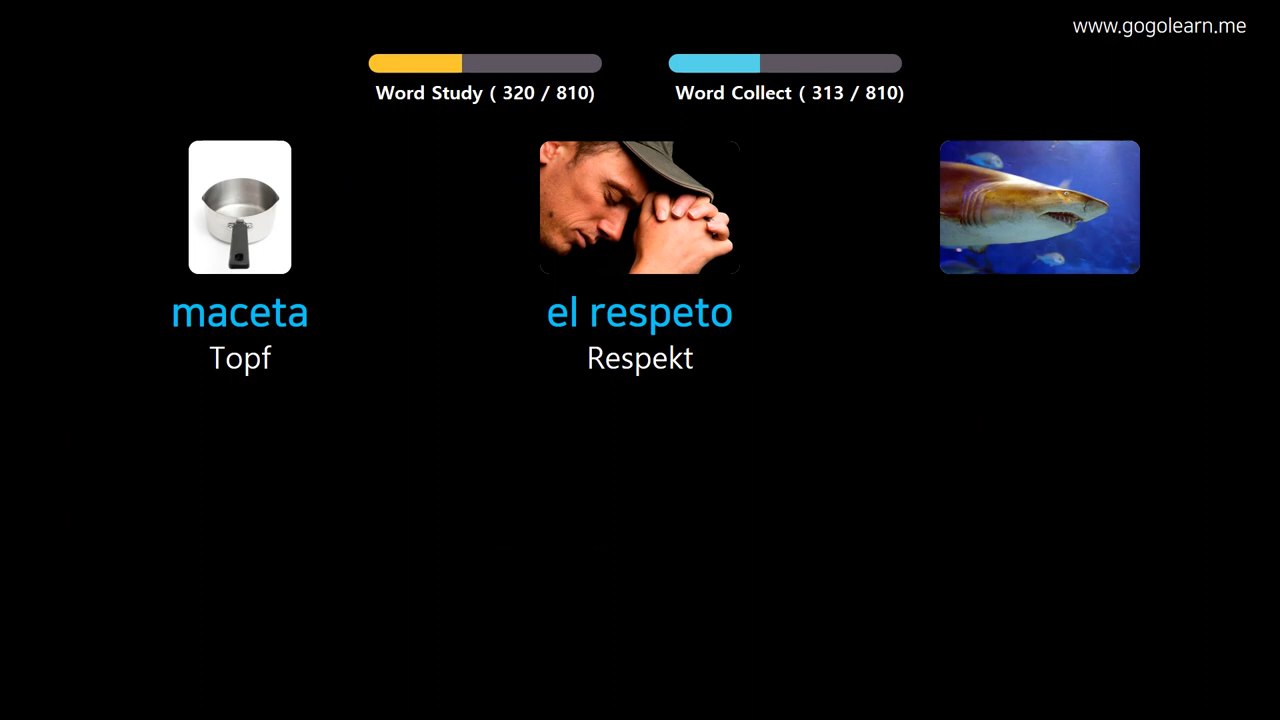 www.gogolearn.me
Word Study ( 320 / 810)
Word Collect ( 313 / 810)
maceta
Topf
el respeto
Respekt